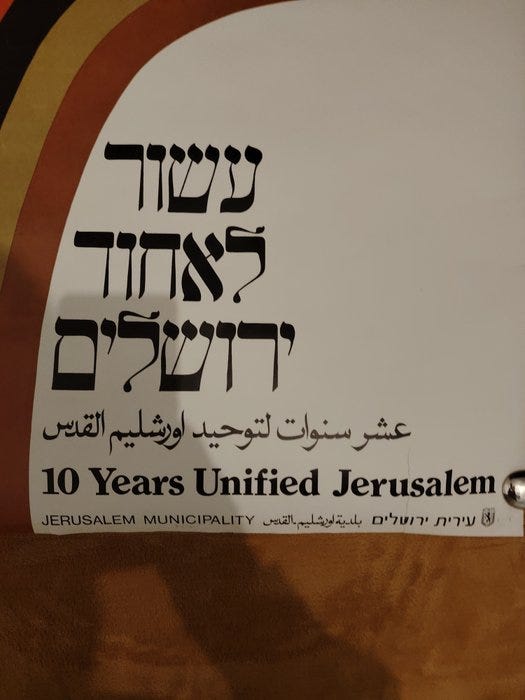 עשור
לאחוד
ירושלים
عشر سنوات لتوحيد اورشليم القدس
10 Years Unified Jerusalem
JERUSALEM MUNICIPALITY بلدية اورشليم-القدس עירית ירושלים